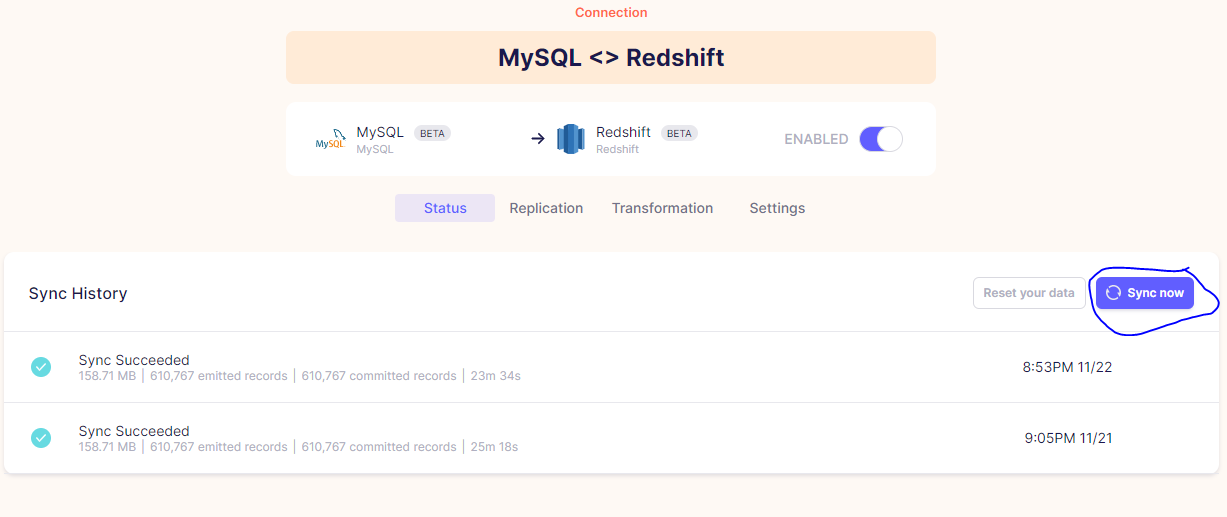 Connection
MySQL <> Redshift
MySQL MySQL BETA → Redshift BETA ENABLED
MySQL Redshift
Status Replication Transformation Settings
Sync History Reset your data Sync now
Sync Succeeded
158.71 MB | 610,767 emitted records | 610,767 committed records | 23m 34s 8:53PM 11/22
Sync Succeeded
158.71 MB | 610,767 emitted records | 610,767 committed records | 25m 18s 9:05PM 11/21